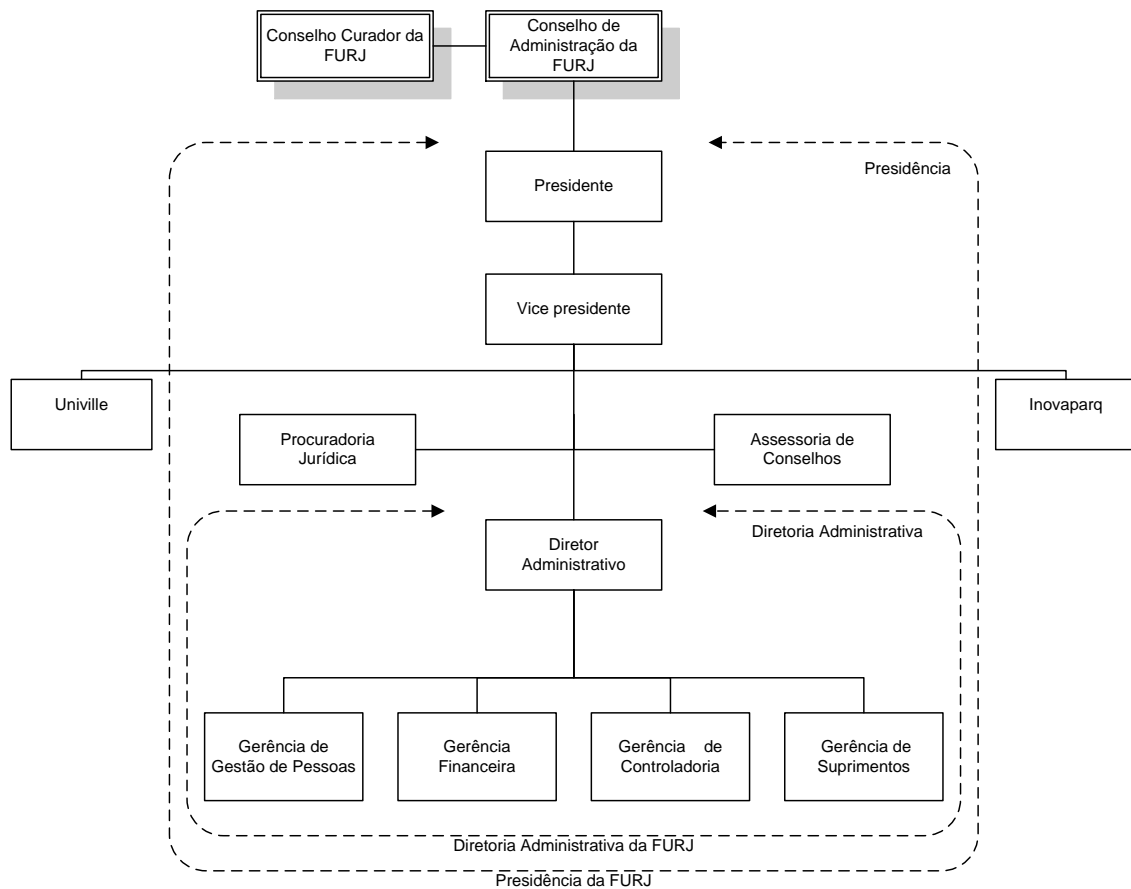 Conselho Curador da
FURJ
Conselho de
Administração da
FURJ
Presidência
Presidente
Vice presidente
Univille
Inovaparq
Procuradoria
Jurídica
Assessoria de
Conselhos
Diretoria Administrativa
Diretor
Administrativo
Gerência de
Gestão de Pessoas
Gerência
Financeira
Gerência de
Controladoria
Gerência de
Suprimentos
Diretoria Administrativa da FURJ
Presidência da FURJ